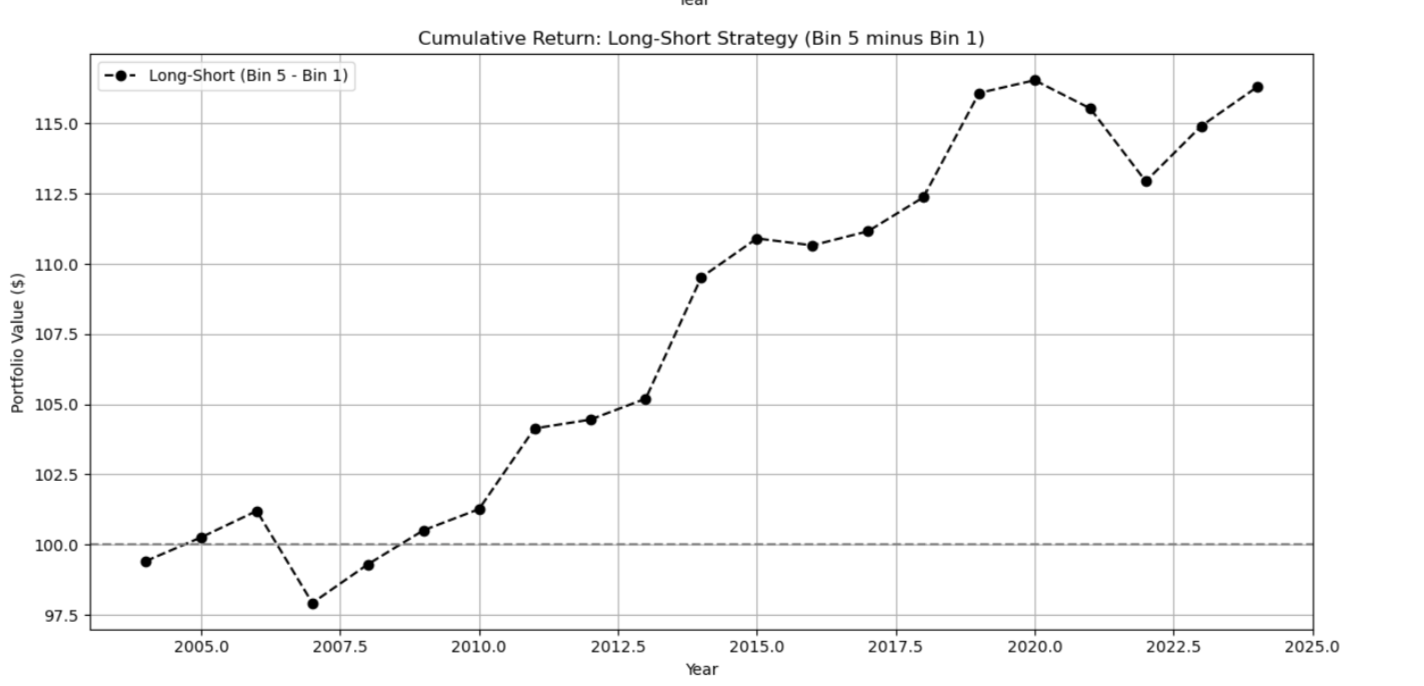 Year
Cumulative Return: Long-Short Strategy (Bin 5 minus Bin 1)
Long-Short (Bin 5 - Bin 1)
Portfolio Value ($)
115.0
112.5
110.0
107.5
105.0
102.5
100.0
97.5
2005.0 2007.5 2010.0 2012.5 2015.0 2017.5 2020.0 2022.5 2025.0
Year